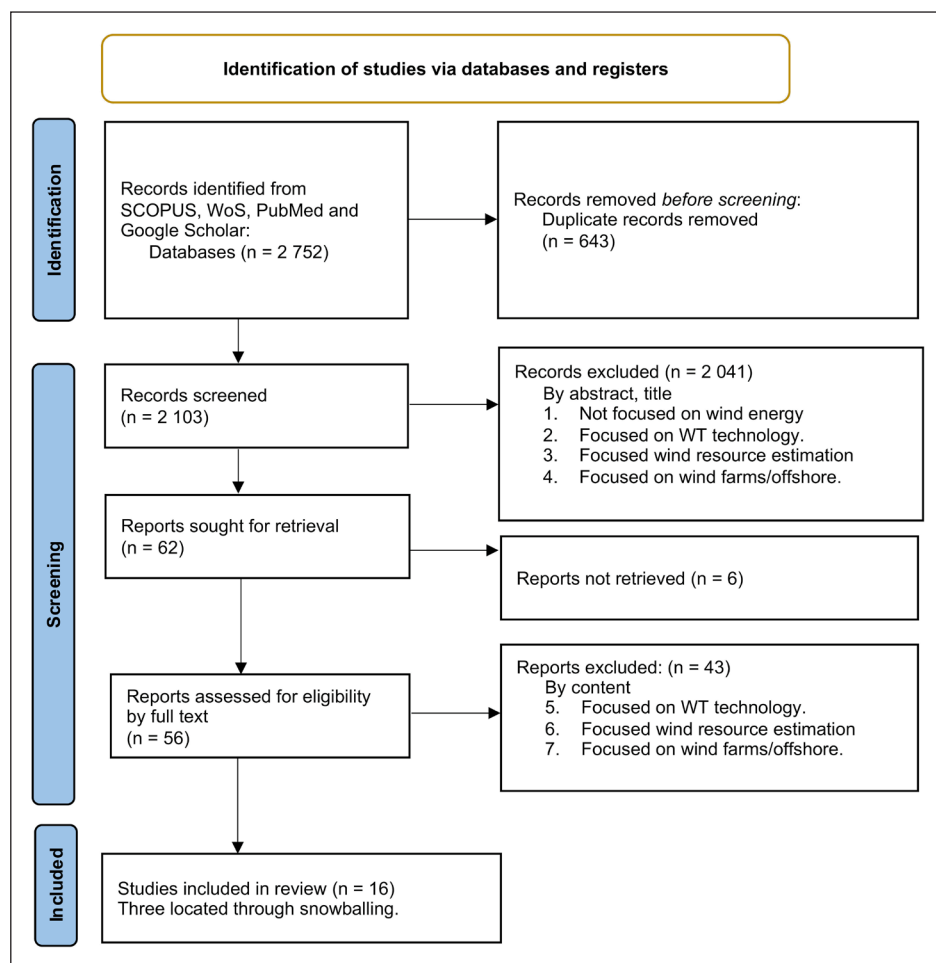 Identification of studies via databases and registers
Identification
Records identified from
SCOPUS, WoS, PubMed and
Google Scholar:
Databases (n = 2 752)
Records removed before screening:
Duplicate records removed
(n = 643)
Screening
Records screened
(n = 2 103)
Records excluded (n = 2 041)
By abstract, title
1. Not focused on wind energy
2. Focused on WT technology.
3. Focused wind resource estimation
4. Focused on wind farms/offshore.
Reports sought for retrieval
(n = 62)
Reports not retrieved (n = 6)
Reports assessed for eligibility
by full text
(n = 56)
Reports excluded: (n = 43)
By content
5. Focused on WT technology.
6. Focused wind resource estimation
7. Focused on wind farms/offshore.
Included
Studies included in review (n = 16)
Three located through snowballing.